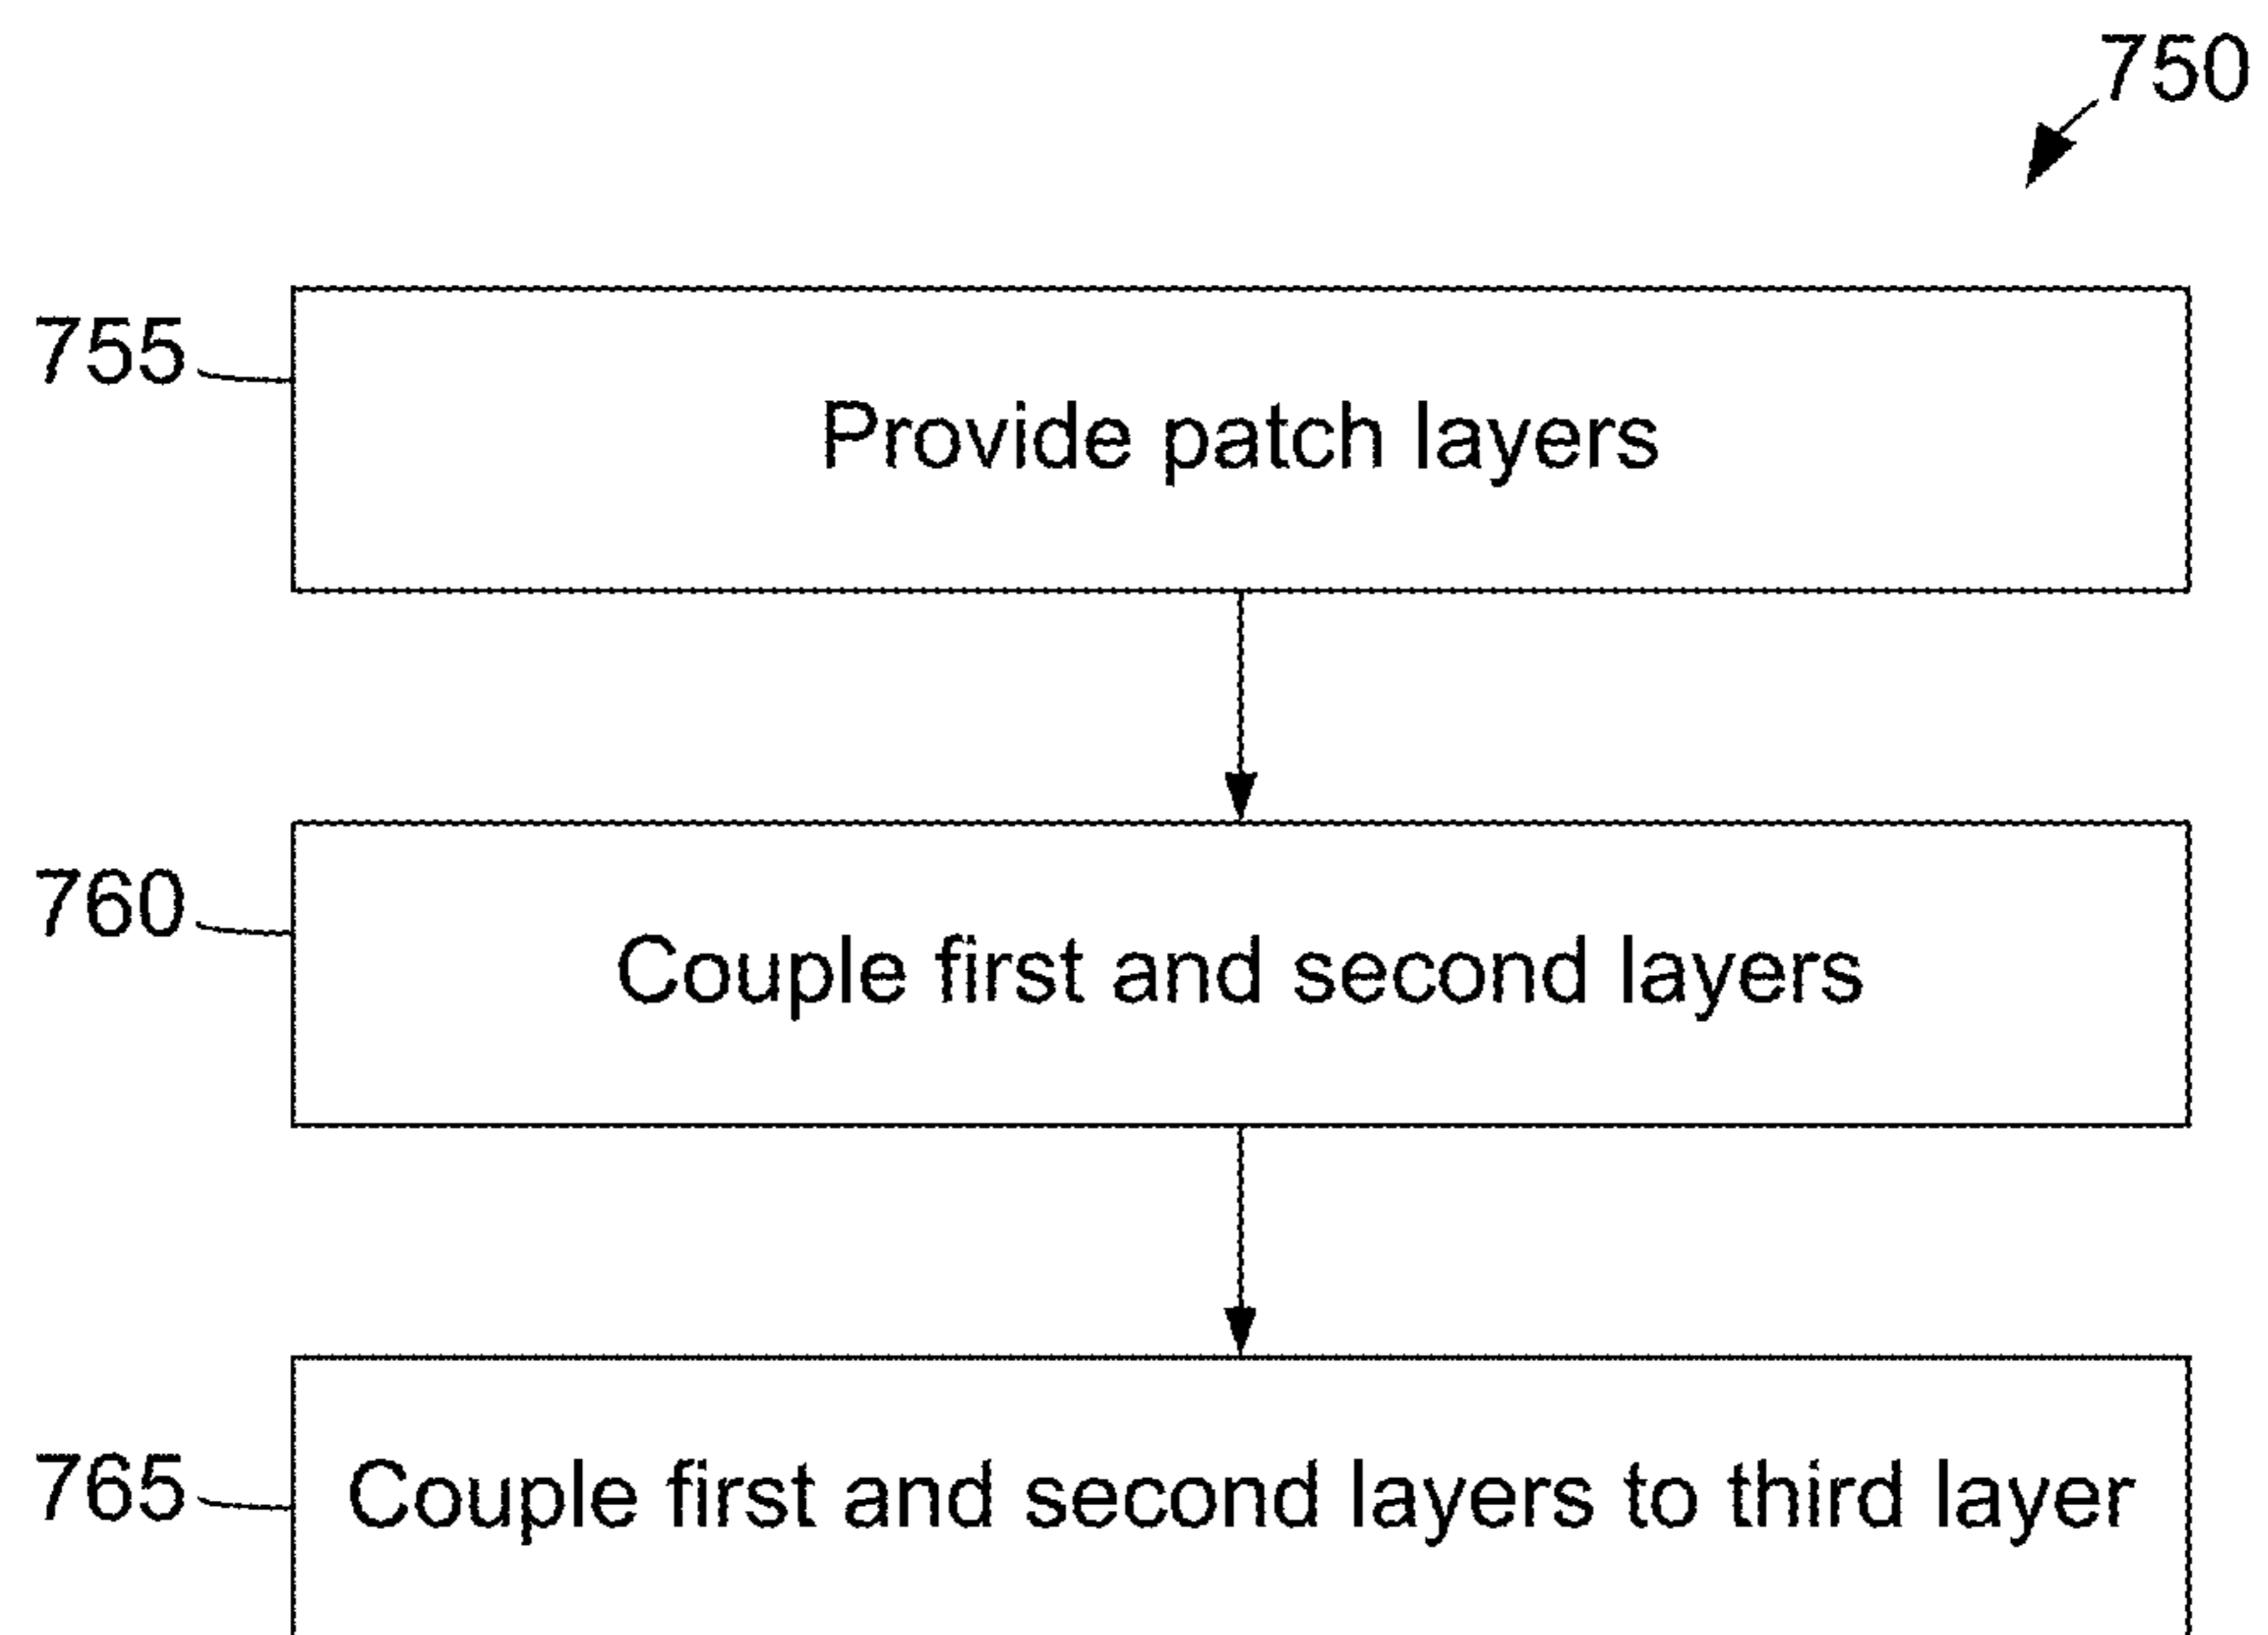 750
755
Provide patch layers
760
Couple first and second layers
765
Couple first and second layers to third layer